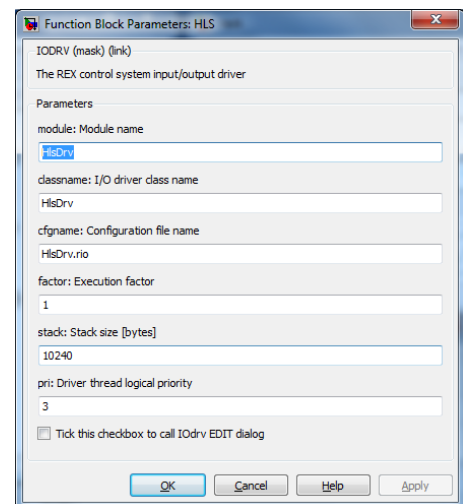 Function Block Parameters: HLS
IODRV (mask) (link)
The REX control system input/output driver
Parameters
module: Module name
HlsDrv
classname: I/O driver class name
HlsDrv
cfgname: Configuration file name
HlsDrv.rio
factor: Execution factor
1
stack: Stack size [bytes]
10240
pri: Driver thread logical priority
3
Tick this checkbox to call IOdrv EDIT dialog
OK Cancel Help Apply